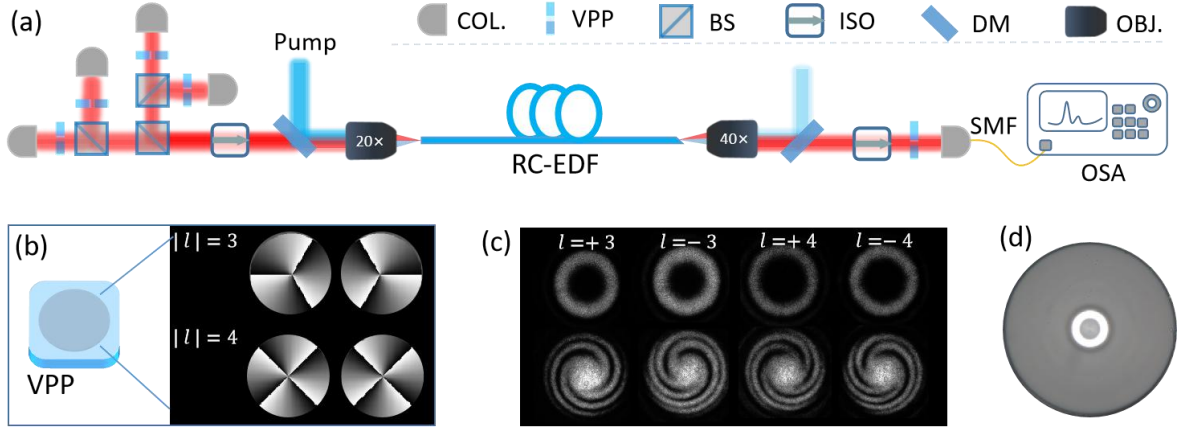 (a)
COL.
VPP
BS
ISO
DM
OBJ.
Pump
20×
40×
RC-EDF
SMF
OSA
(b)
|l| = 3
|l| = 4
VPP
(c)
l=+3
l=−3
l=+4
l=−4
(d)